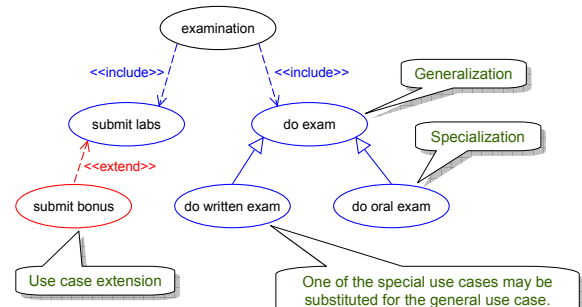 examination
<<include>>
<<include>>
Generalization
submit labs
do exam
Specialization
<<extend>>
submit bonus
do written exam
do oral exam
Use case extension
One of the special use cases may be
substituted for the general use case.